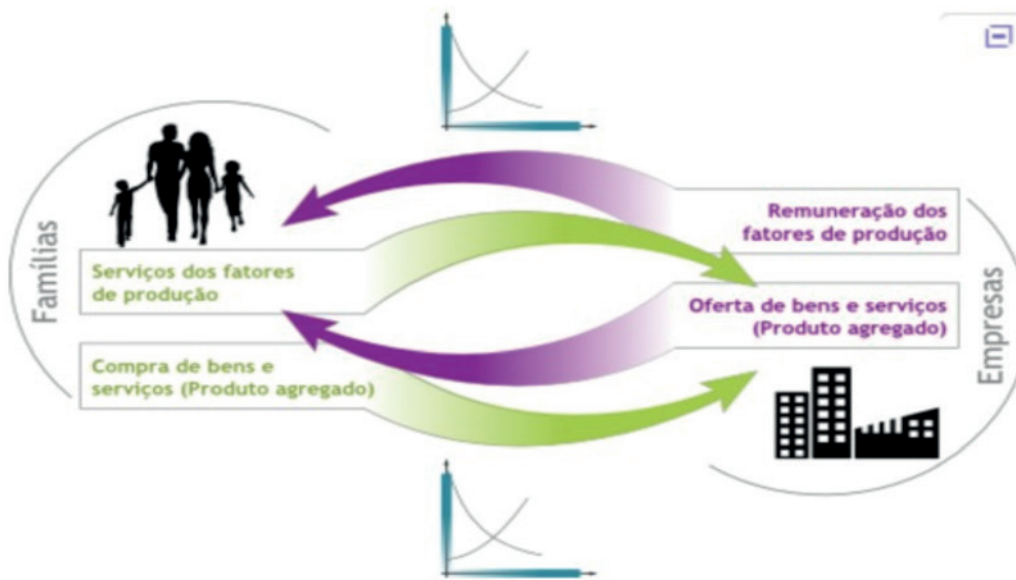 Famílias
Serviços dos fatores
de produção
Compra de bens e
serviços (Produto agregado)
Remuneração dos
fatores de produção
Oferta de bens e serviços
(Produto agregado)
Empresas